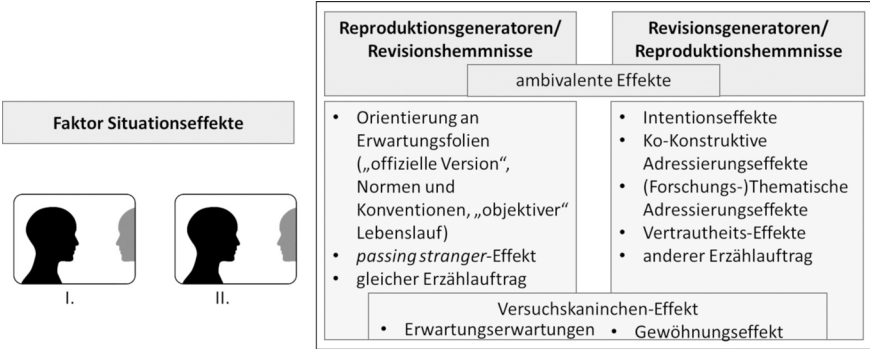 Faktor Situationseffekte
I.
II.
Reproduktionsgeneratoren/
Revisionshemmnisse
Revisionsgeneratoren/
Reproduktionshemmnisse
ambivalente Effekte
• Orientierung an
Erwartungsfolien
(„offizielle Version“,
Normen und
Konventionen, „objektiver“
Lebenslauf)
• passing stranger-Effekt
• gleicher Erzählauftrag
• Intentionseffekte
• Ko-Konstruktive
Adressierungseffekte
• (Forschungs-)Thematische
Adressierungseffekte
• Vertrautheits-Effekte
• anderer Erzählauftrag
Versuchskaninchen-Effekt
• Erwartungserwartungen
• Gewöhnungseffekt